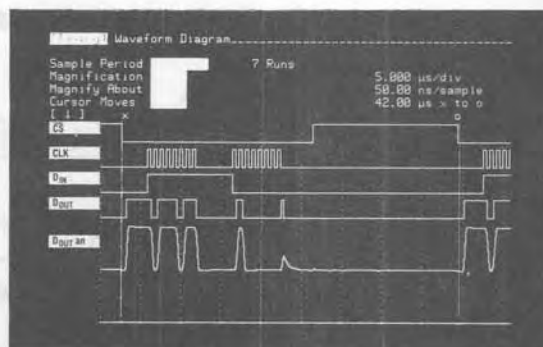 Waveform Diagram
Sample Period 7 Runs
Magnification 5.000 µs/div
Magnify About 50.00 ns/sample
Cursor Moves 42.00 µs x to o
[ ↓ ] x o
CS
CLK
DIN
DOUT
DOUT an